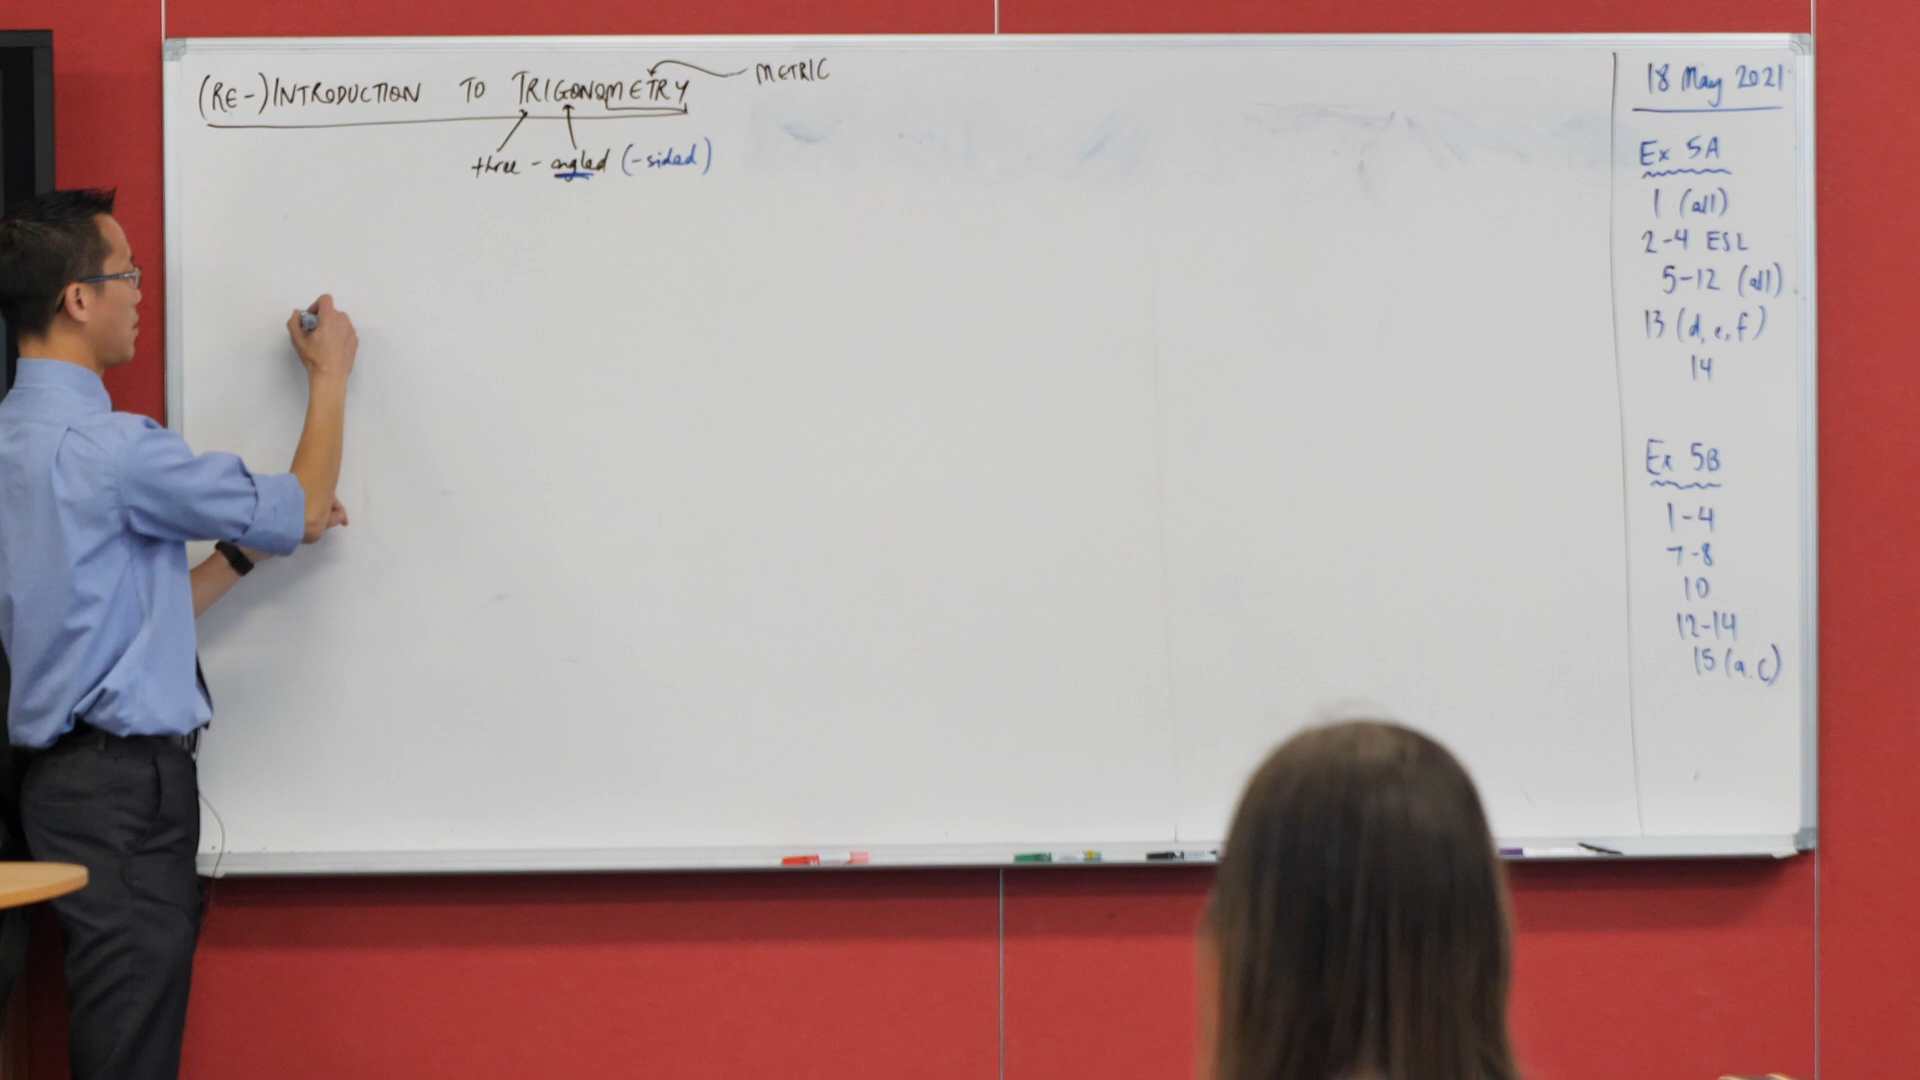 (RE-)INTRODUCTION TO TRIGONOMETRY
METRIC
three - angled (-sided)
18 May 2021
Ex 5A
1 (all)
2-4 ESL
5-12 (all)
13 (d, e, f)
14
Ex 5B
1-4
7-8
10
12-14
15 (a, c)